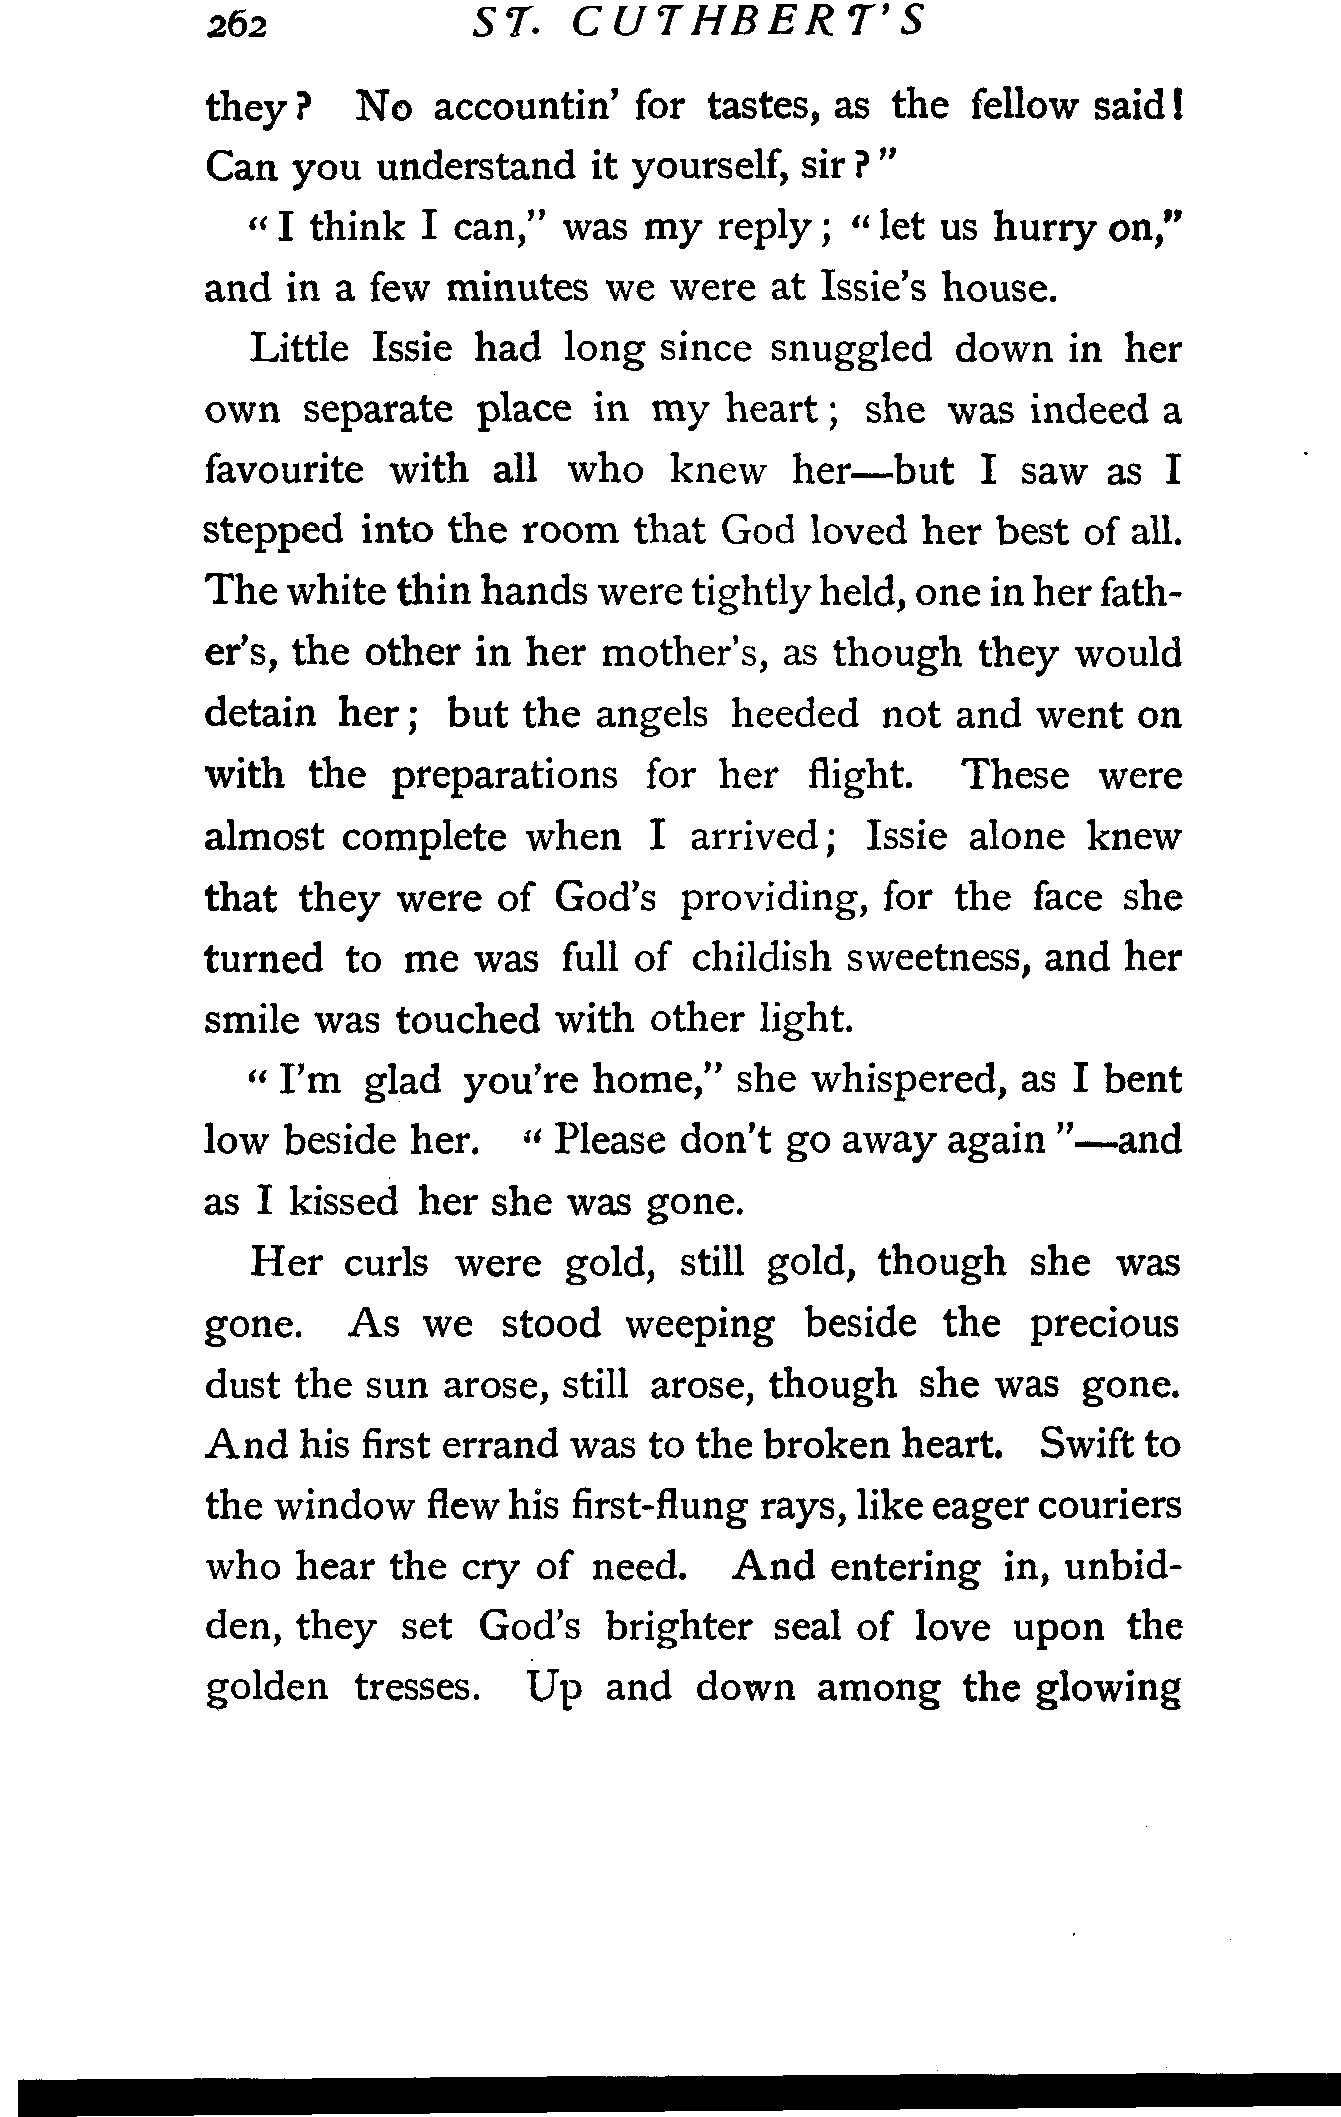 262 ST. CUTHBERT'S
they? No accountin' for tastes, as the fellow said!
Can you understand it yourself, sir?"
"I think I can," was my reply; "let us hurry on,"
and in a few minutes we were at Issie's house.
Little Issie had long since snuggled down in her
own separate place in my heart; she was indeed a
favourite with all who knew her—but I saw as I
stepped into the room that God loved her best of all.
The white thin hands were tightly held, one in her fath-
er's, the other in her mother's, as though they would
detain her; but the angels heeded not and went on
with the preparations for her flight. These were
almost complete when I arrived; Issie alone knew
that they were of God's providing, for the face she
turned to me was full of childish sweetness, and her
smile was touched with other light.
"I'm glad you're home," she whispered, as I bent
low beside her. "Please don't go away again"—and
as I kissed her she was gone.
Her curls were gold, still gold, though she was
gone. As we stood weeping beside the precious
dust the sun arose, still arose, though she was gone.
And his first errand was to the broken heart. Swift to
the window flew his first-flung rays, like eager couriers
who hear the cry of need. And entering in, unbid-
den, they set God's brighter seal of love upon the
golden tresses. Up and down among the glowing